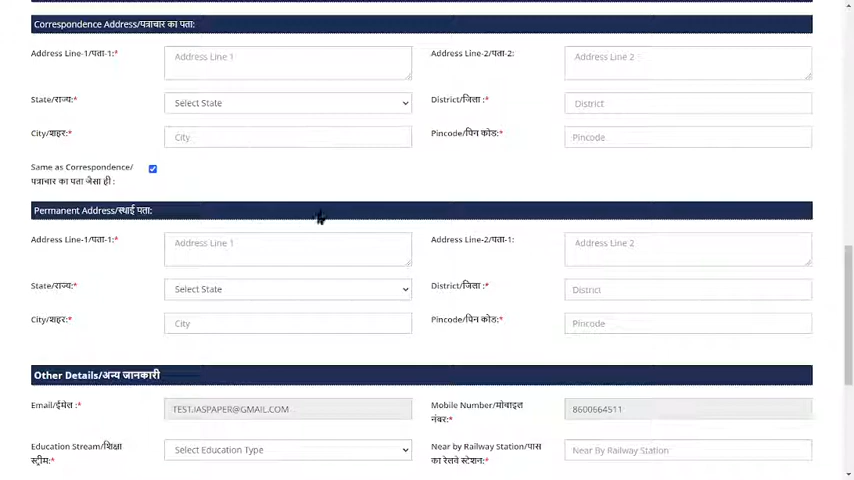 Correspondence Address/पत्राचार का पता:
Address Line-1/पता-1:* Address Line 1 Address Line-2/पता-2: Address Line 2
State/राज्य:* Select State District/जिला :* District
City/शहर:* City Pincode/पिन कोड:* Pincode
Same as Correspondence/
पत्राचार का पता जैसा ही :
Permanent Address/स्थाई पता:
Address Line-1/पता-1:* Address Line 1 Address Line-2/पता-1: Address Line 2
State/राज्य:* Select State District/जिला :* District
City/शहर:* City Pincode/पिन कोड:* Pincode
Other Details/अन्य जानकारी
Email/ईमेल :* TEST.IASPAPER@GMAIL.COM Mobile Number/मोबाइल 8600664511
नंबर:*
Education Stream/शिक्षा Select Education Type Near by Railway Station/पास Near By Railway Station
स्ट्रीम:* का रेलवे स्टेशन:*